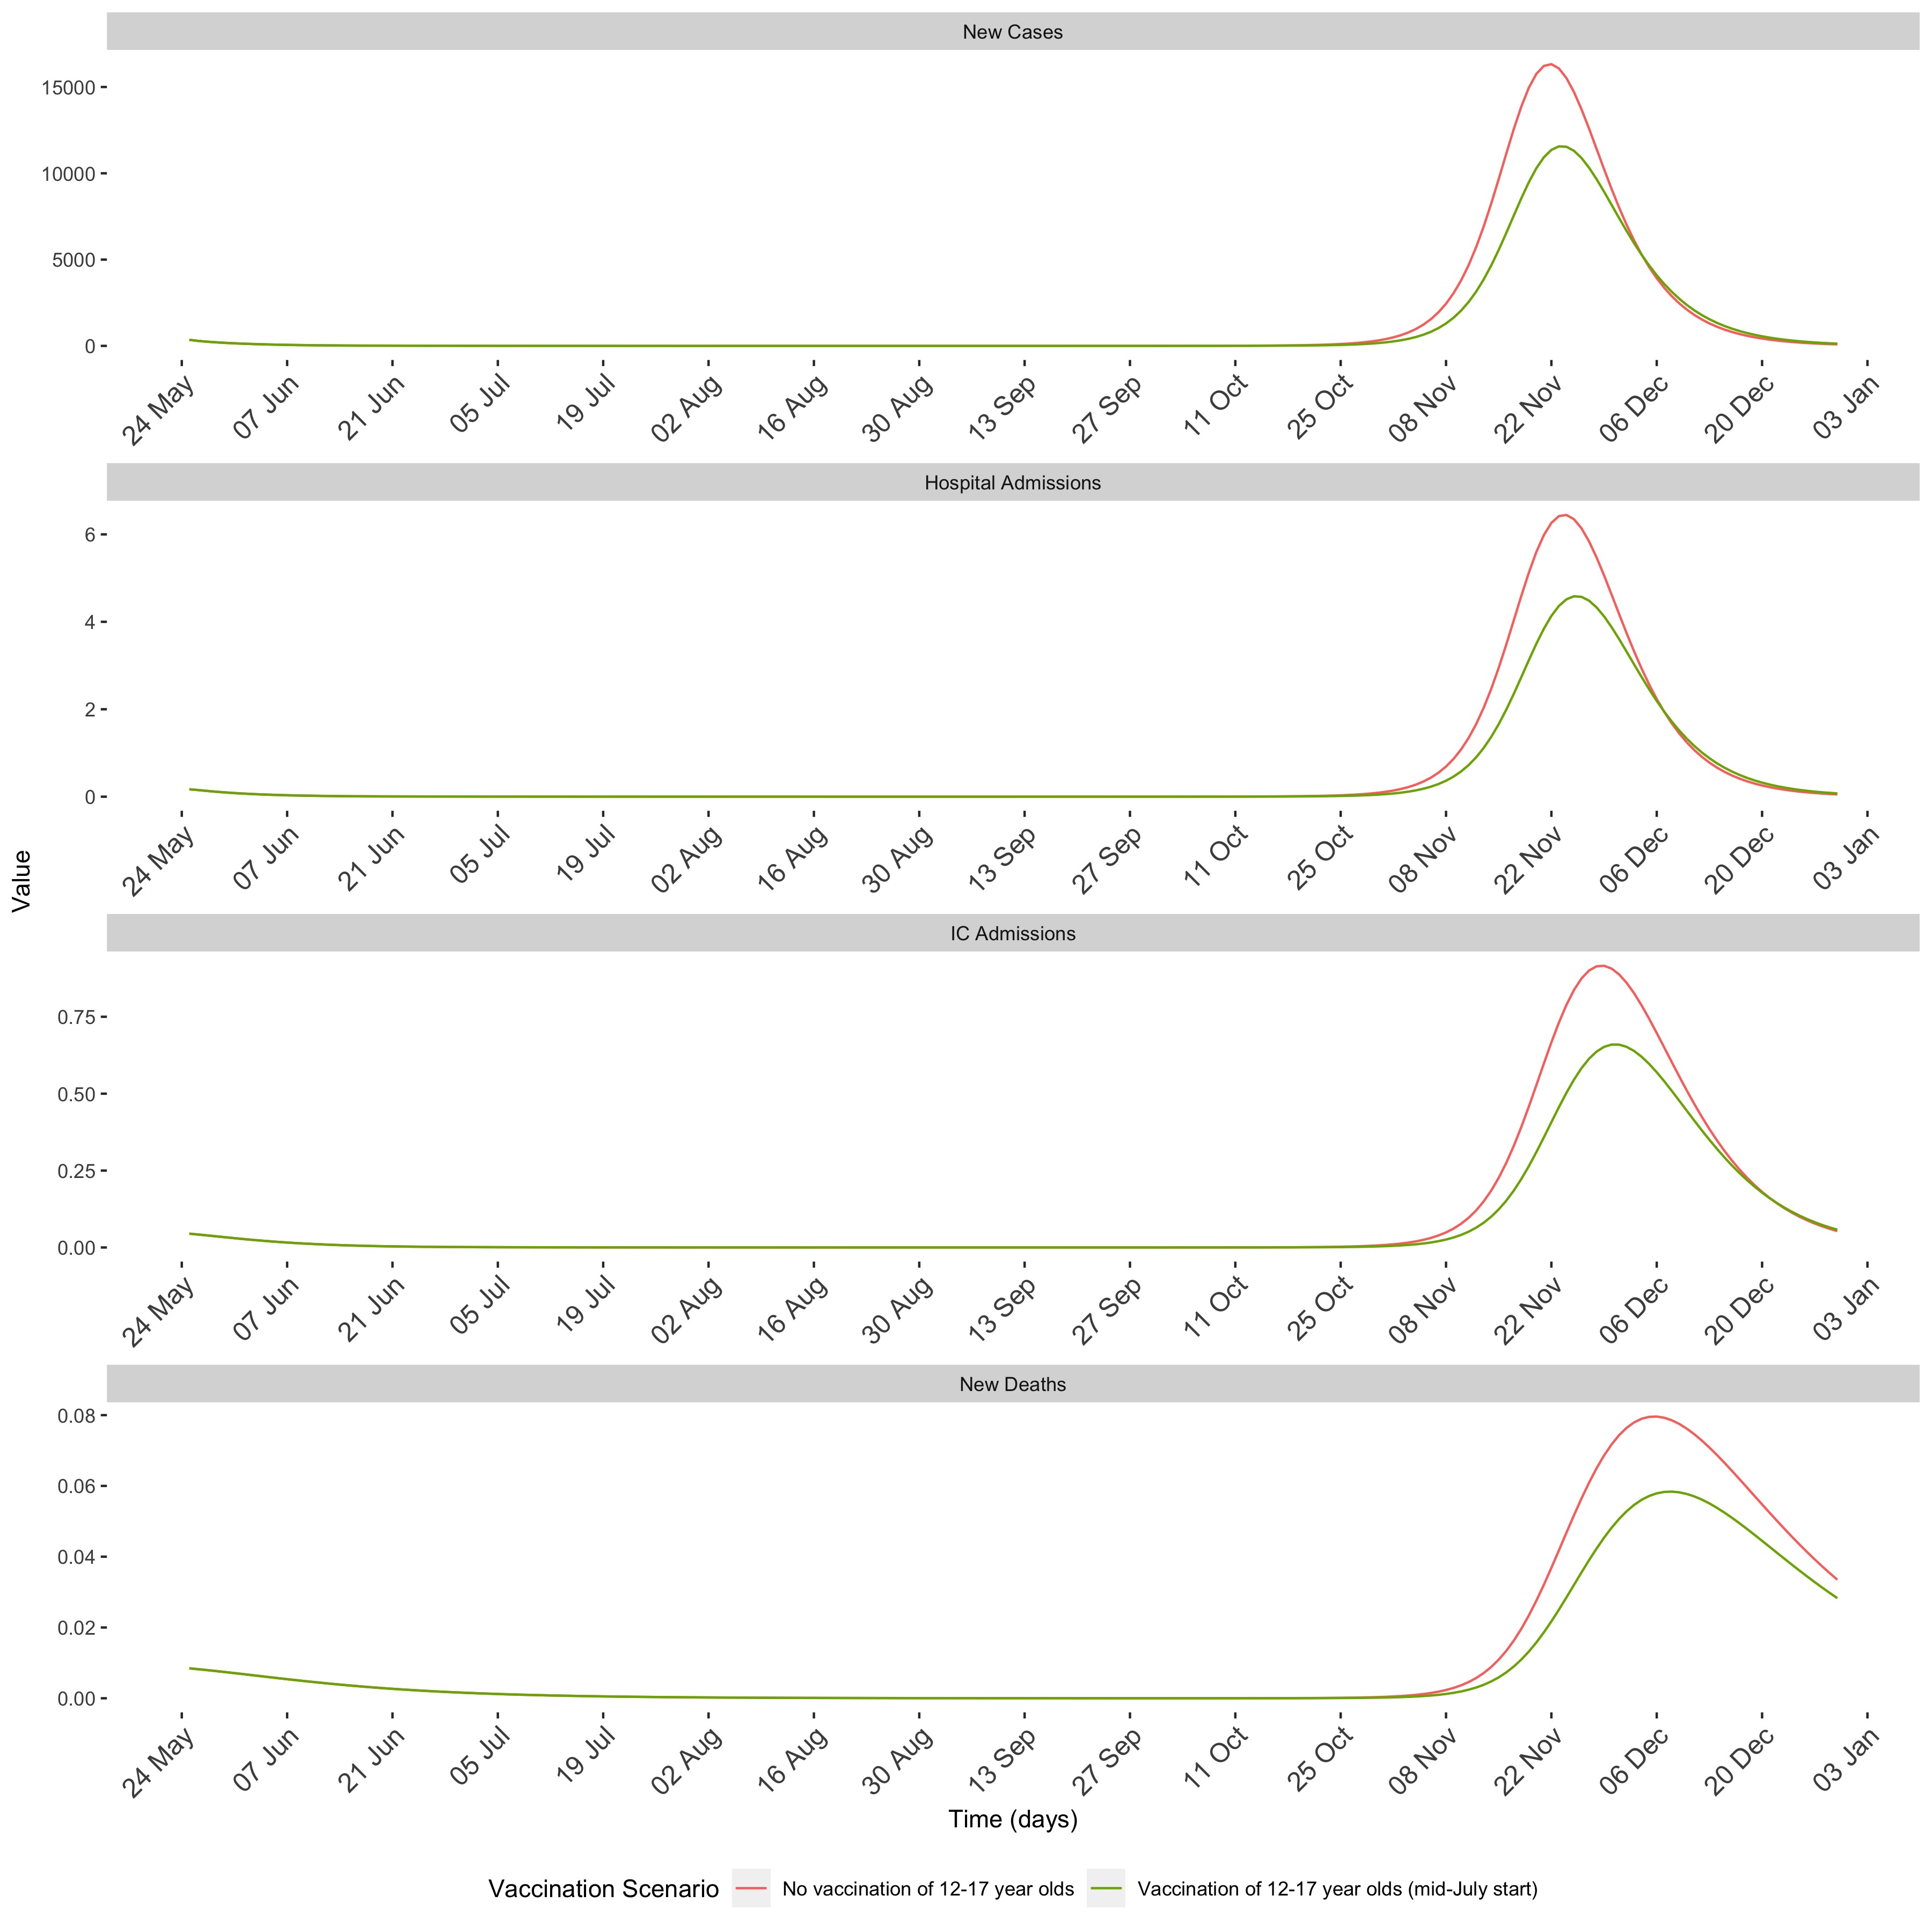 New Cases
15000
10000
5000
0
24 May 07 Jun 21 Jun 05 Jul 19 Jul 02 Aug 16 Aug 30 Aug 13 Sep 27 Sep 11 Oct 25 Oct 08 Nov 22 Nov 06 Dec 20 Dec 03 Jan
Hospital Admissions
6
4
2
0
24 May 07 Jun 21 Jun 05 Jul 19 Jul 02 Aug 16 Aug 30 Aug 13 Sep 27 Sep 11 Oct 25 Oct 08 Nov 22 Nov 06 Dec 20 Dec 03 Jan
Value
IC Admissions
0.75
0.50
0.25
0.00
24 May 07 Jun 21 Jun 05 Jul 19 Jul 02 Aug 16 Aug 30 Aug 13 Sep 27 Sep 11 Oct 25 Oct 08 Nov 22 Nov 06 Dec 20 Dec 03 Jan
New Deaths
0.08
0.06
0.04
0.02
0.00
24 May 07 Jun 21 Jun 05 Jul 19 Jul 02 Aug 16 Aug 30 Aug 13 Sep 27 Sep 11 Oct 25 Oct 08 Nov 22 Nov 06 Dec 20 Dec 03 Jan
Time (days)
Vaccination Scenario No vaccination of 12-17 year olds Vaccination of 12-17 year olds (mid-July start)